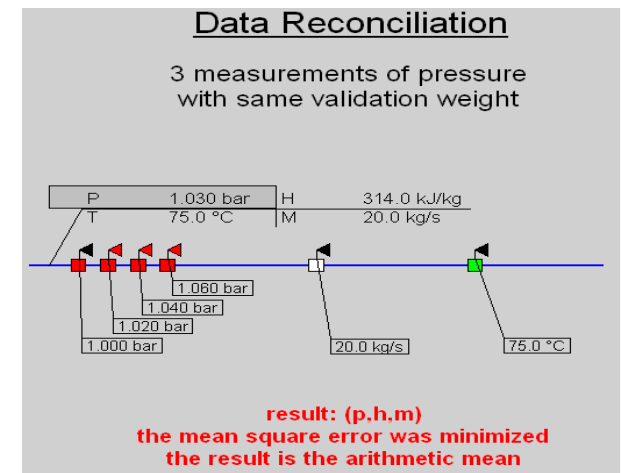 Data Reconciliation
3 measurements of pressure
with same validation weight
P 1.030 bar H 314.0 kJ/kg
T 75.0 °C M 20.0 kg/s
1.060 bar
1.040 bar
1.020 bar
1.000 bar 20.0 kg/s 75.0 °C
result: (p,h,m)
the mean square error was minimized
the result is the arithmetic mean